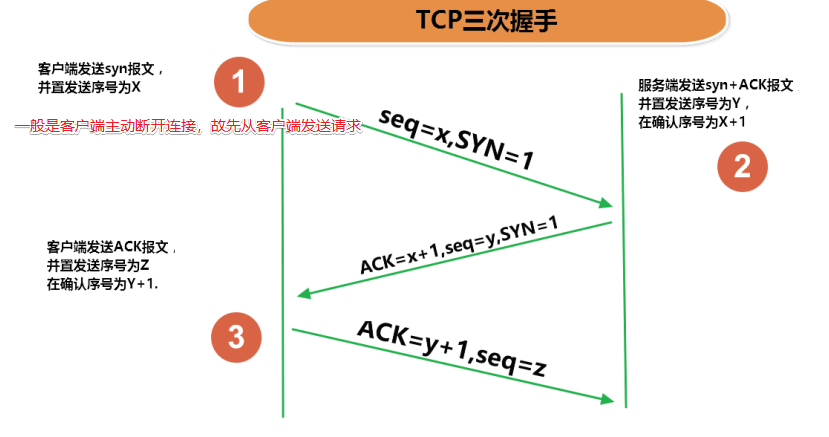 TCP三次握手
客户端发送syn报文，
并置发送序号为X
1
一般是客户端主动断开连接，故先从客户端发送请求
seq=x,SYN=1
服务端发送syn+ACK报文
并置发送序号为Y，
在确认序号为X+1
2
ACK=x+1,seq=y,SYN=1
客户端发送ACK报文，
并置发送序号为Z
在确认序号为Y+1.
3
ACK=y+1,seq=z